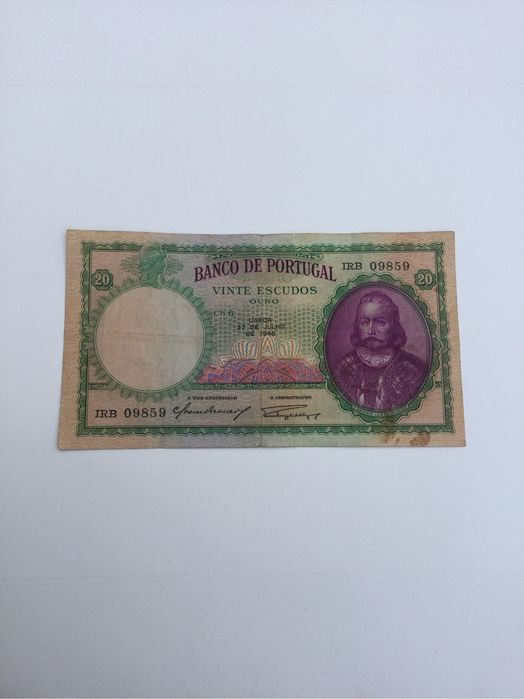 BANCO DE PORTUGAL
IRB 09859
20
20
VINTE ESCUDOS
OURO
Ch. 6
LISBOA
27 DE JULHO
DE 1948
O VICE-GOVERNADOR
O ADMINISTRADOR
IRB 09859